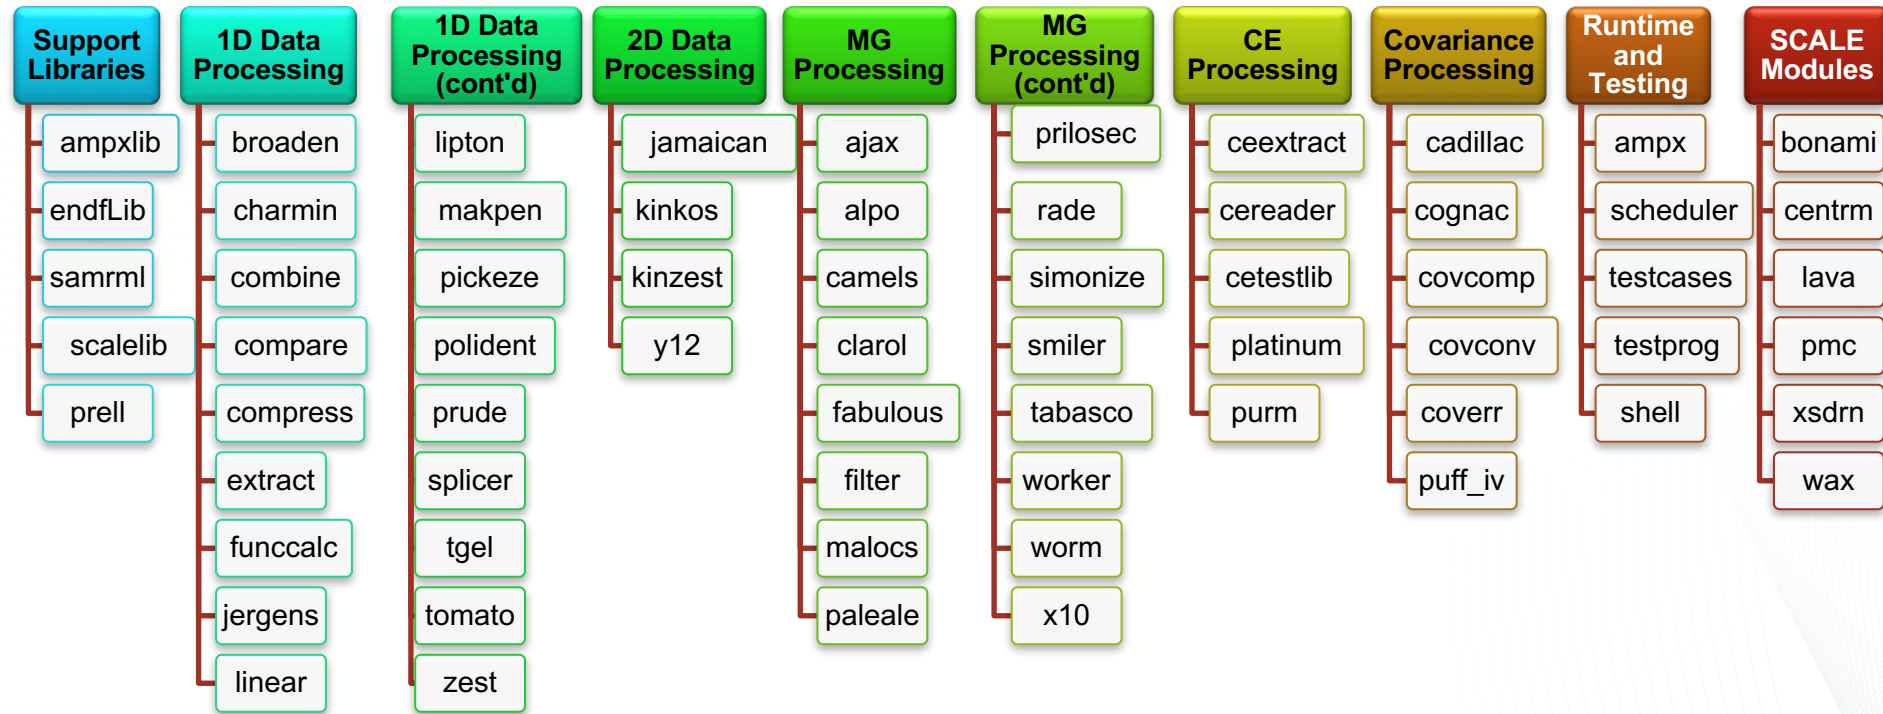 Support
Libraries
ampxlib
endfLib
samrml
scalelib
prell
1D Data
Processing
broaden
charmin
combine
compare
compress
extract
funccalc
jergens
linear
1D Data
Processing
(cont'd)
lipton
makpen
pickeze
polident
prude
splicer
tgel
tomato
zest
2D Data
Processing
jamaican
kinkos
kinzest
y12
MG
Processing
ajax
alpo
camels
clarol
fabulous
filter
malocs
paleale
MG
Processing
(cont'd)
prilosec
rade
simonize
smiler
tabasco
worker
worm
x10
CE
Processing
ceextract
cereader
cetestlib
platinum
purm
Covariance
Processing
cadillac
cognac
covcomp
covconv
coverr
puff_iv
Runtime
and
Testing
ampx
scheduler
testcases
testprog
shell
SCALE
Modules
bonami
centrm
lava
pmc
xsdrn
wax